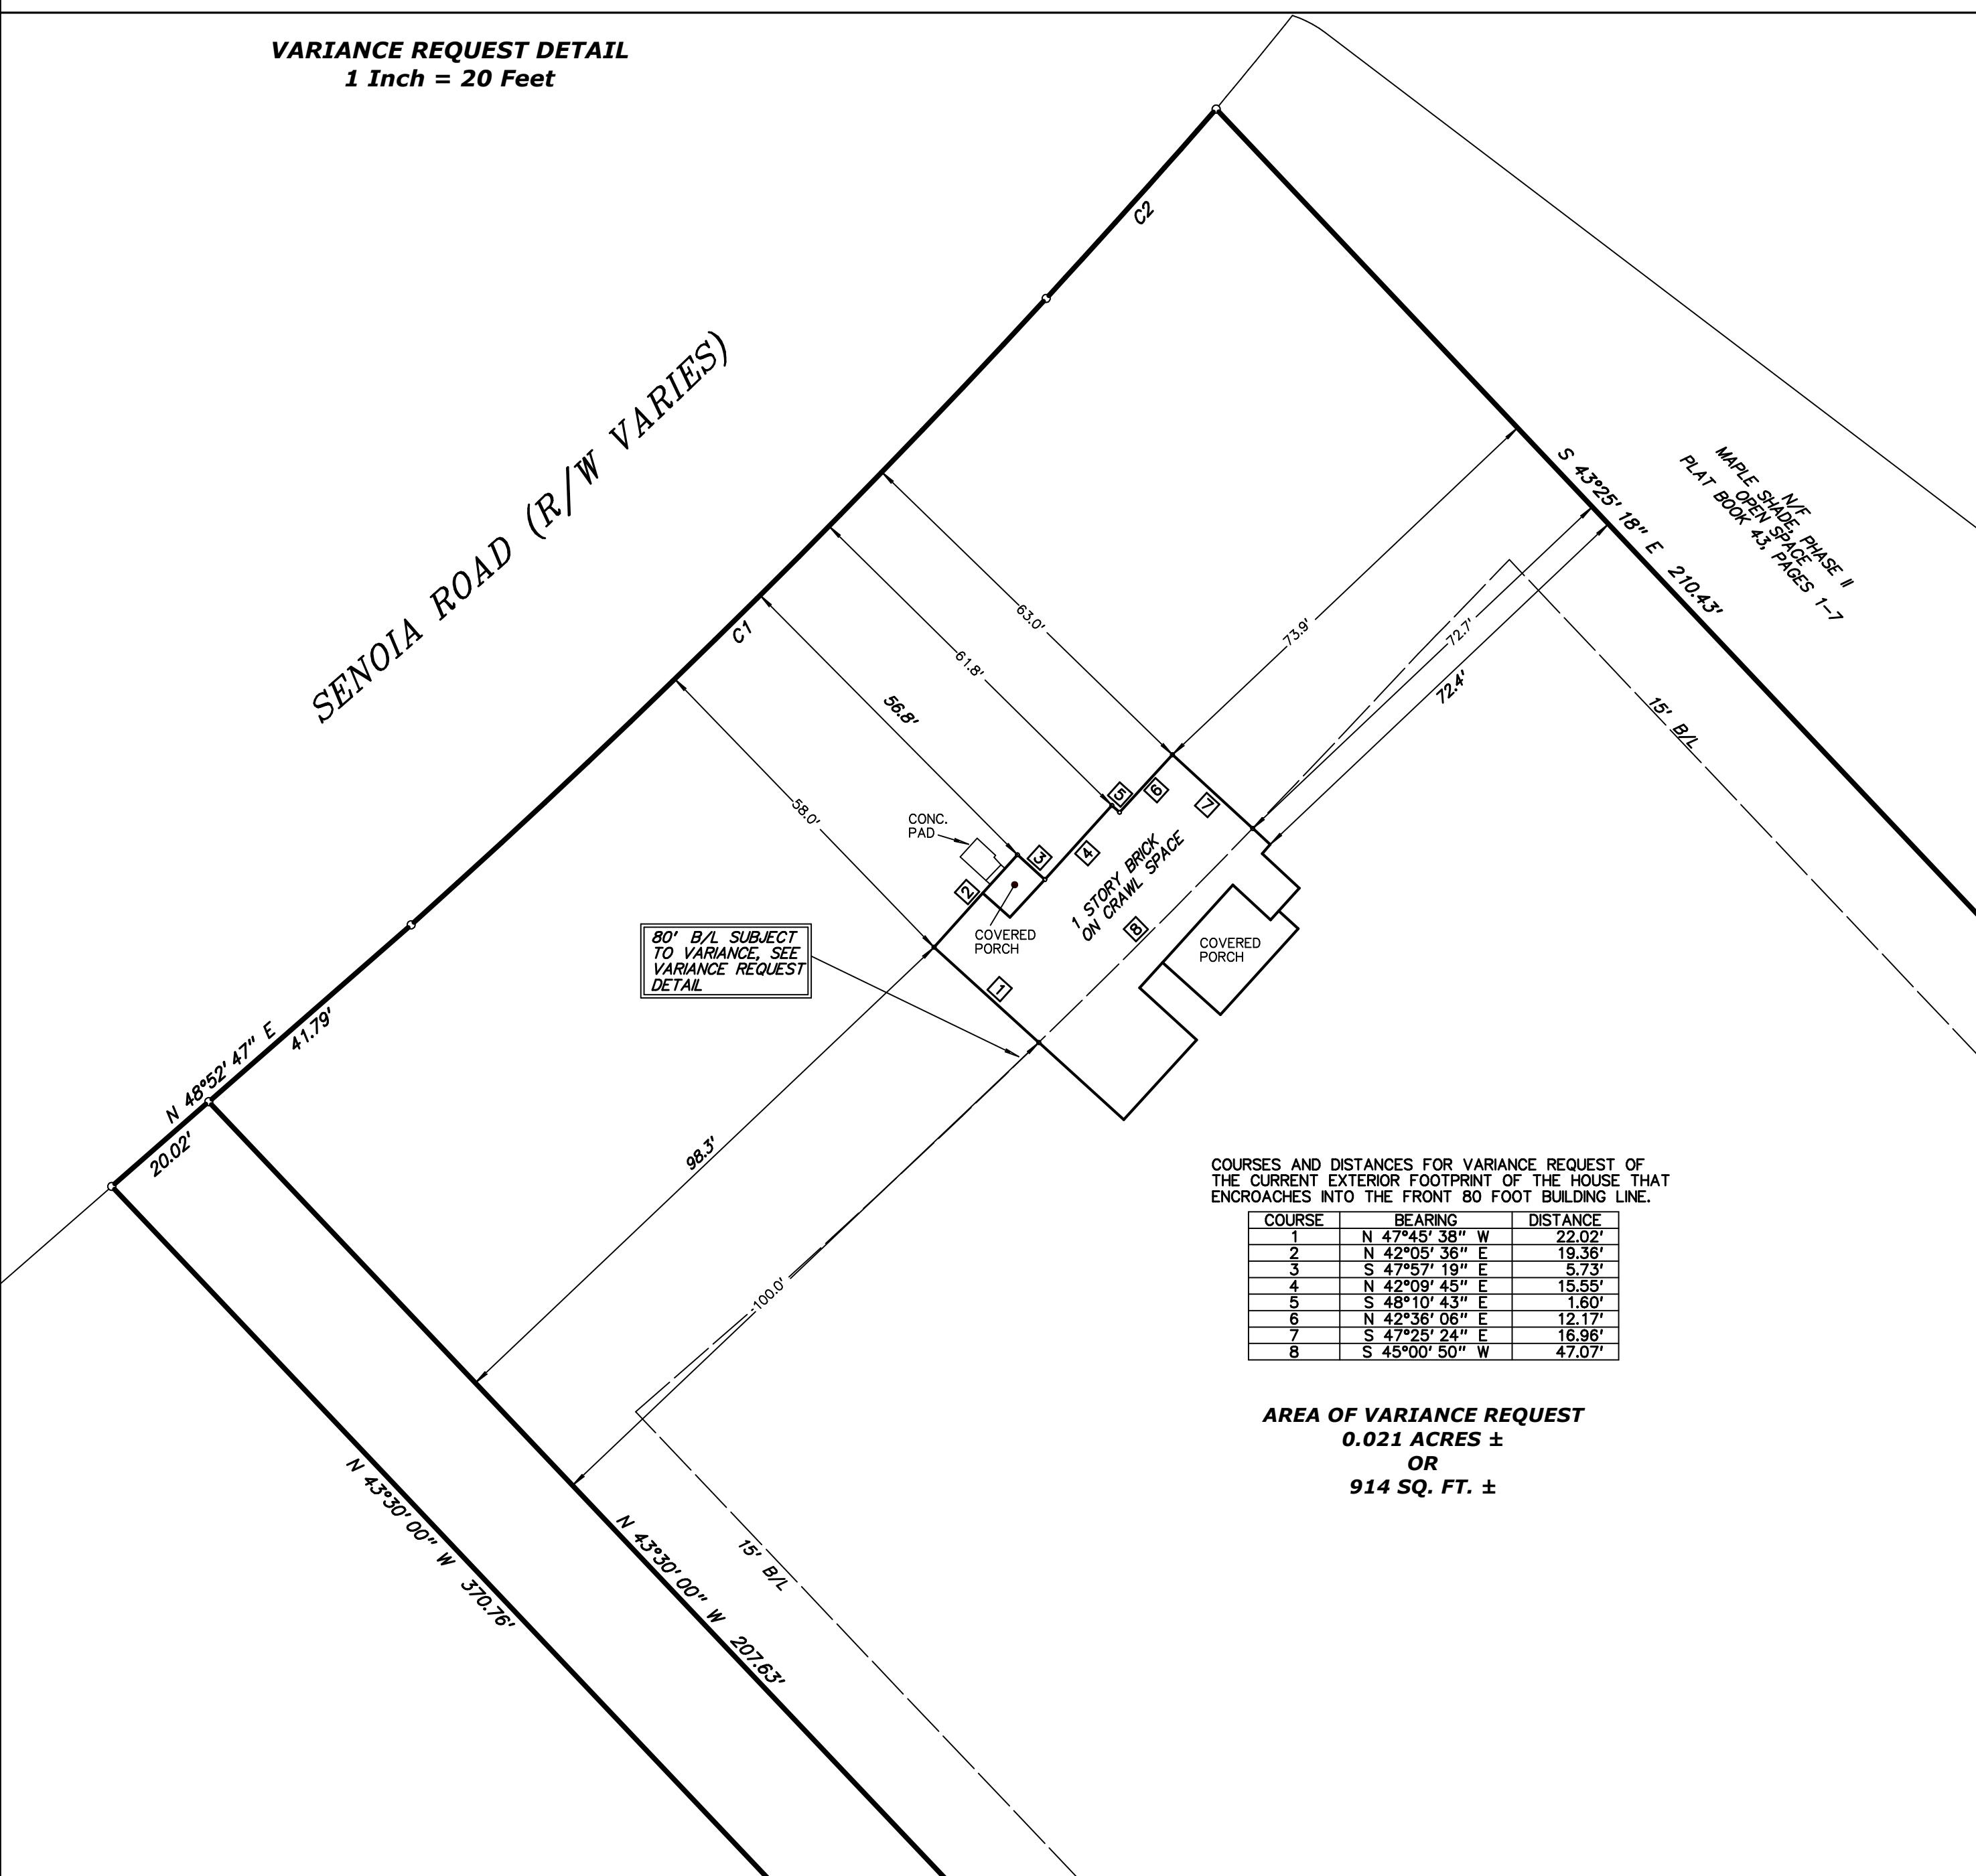 VARIANCE REQUEST DETAIL
1 Inch = 20 Feet
C2
SENOIA ROAD (R/W VARIES)
C1
S 43°25'18" E 210.43'
N/F
MAPLE SHADE, PHASE II
OPEN SPACE
PLAT BOOK 43, PAGES 1-7
63.0'
61.8'
56.8'
58.0'
73.9'
72.7'
72.4'
15' B/L
CONC.
PAD
5
6
7
3
4
2
1 STORY BRICK
ON CRAWL SPACE
8
1
COVERED
PORCH
COVERED
PORCH
80' B/L SUBJECT
TO VARIANCE, SEE
VARIANCE REQUEST
DETAIL
N 48°52'47" E
41.79'
20.02'
98.3'
100.0'
COURSES AND DISTANCES FOR VARIANCE REQUEST OF
THE CURRENT EXTERIOR FOOTPRINT OF THE HOUSE THAT
ENCROACHES INTO THE FRONT 80 FOOT BUILDING LINE.
COURSE BEARING DISTANCE
1 N 47°45'38" W 22.02'
2 N 42°05'36" E 19.36'
3 S 47°57'19" E 5.73'
4 N 42°09'45" E 15.55'
5 S 48°10'43" E 1.60'
6 N 42°36'06" E 12.17'
7 S 47°25'24" E 16.96'
8 S 45°00'50" W 47.07'
AREA OF VARIANCE REQUEST
0.021 ACRES ±
OR
914 SQ. FT. ±
N 43°30'00" W 370.76'
N 43°30'00" W 207.63'
15' B/L